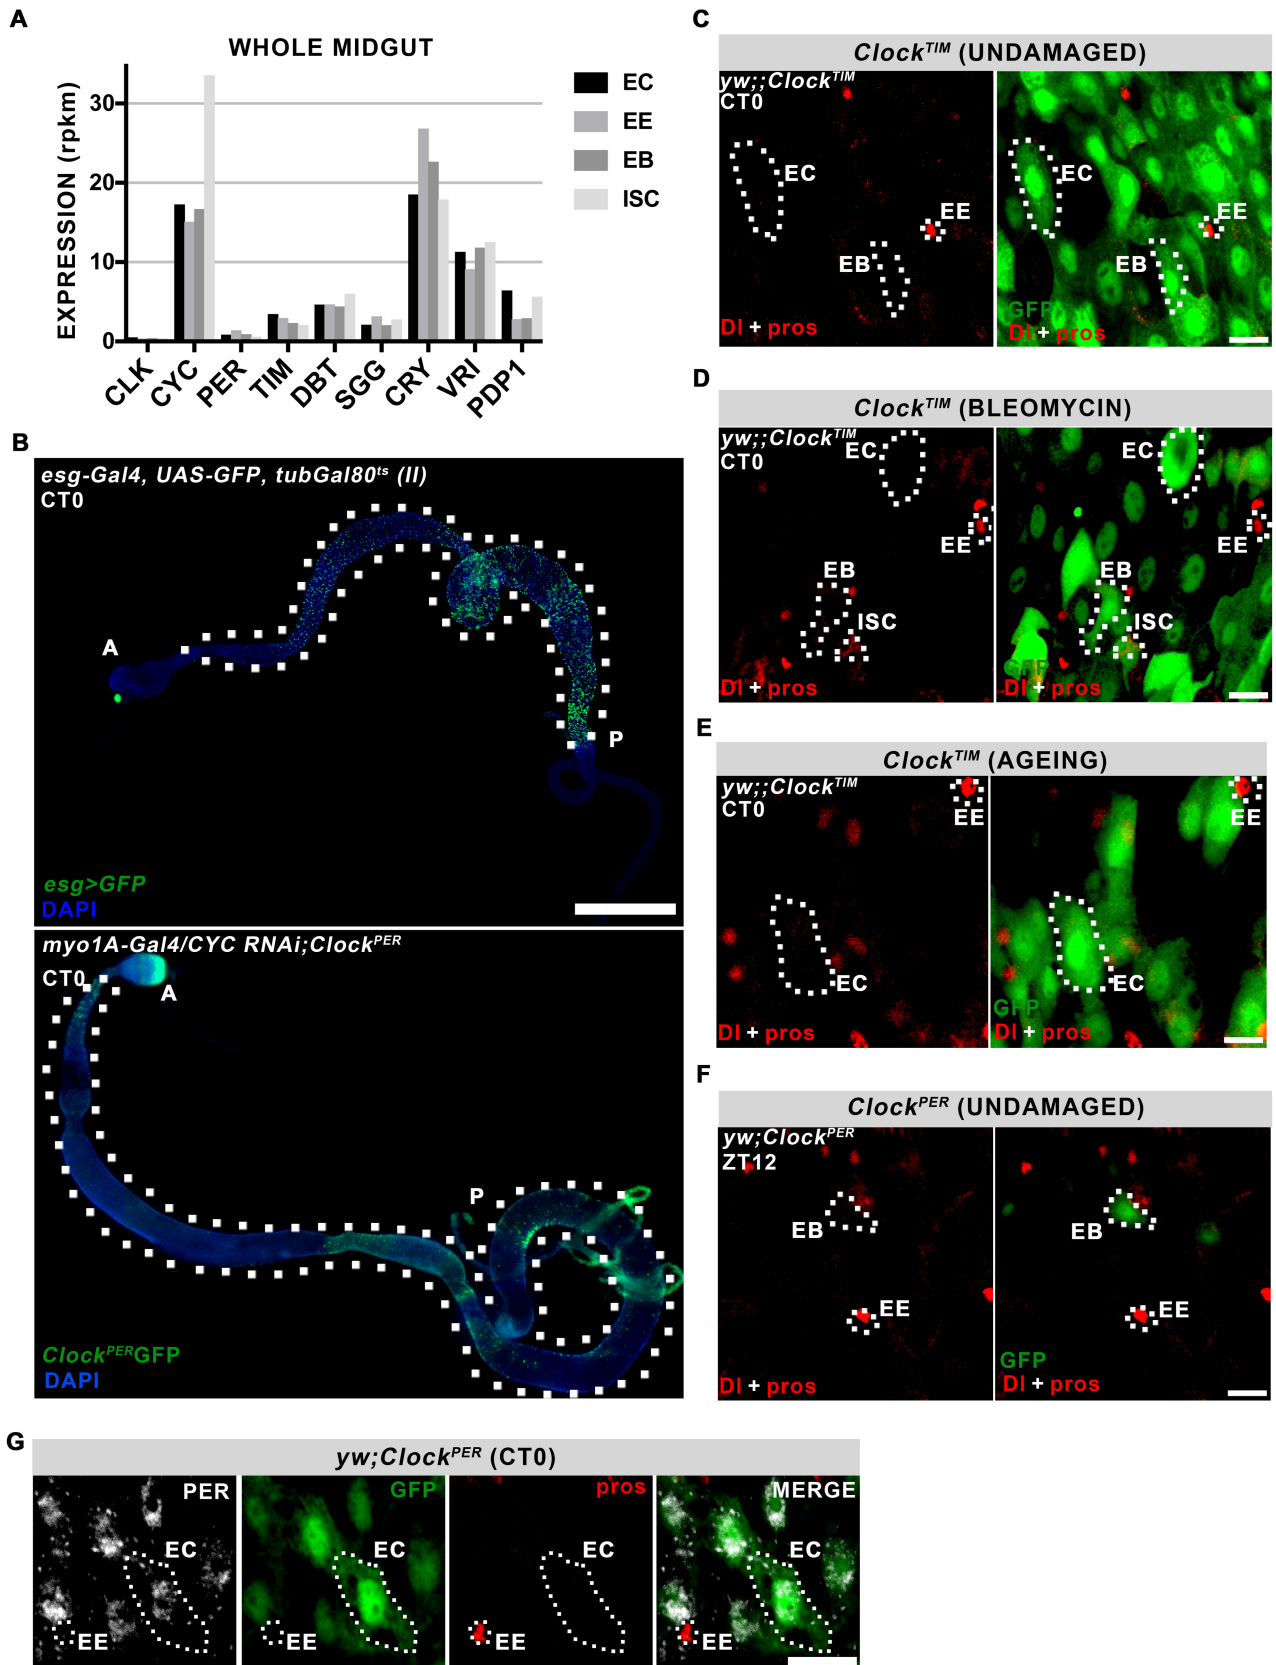 A
WHOLE MIDGUT
EXPRESSION (rpkm)
30
20
10
0
CLK
CYC
PER
TIM
DBT
SGG
CRY
VRI
PDP1
EC
EE
EB
ISC
B
esg-Gal4, UAS-GFP, tubGal80ts (II)
CT0
A
P
esg>GFP
DAPI
myo1A-Gal4/CYC RNAi;ClockPER
CT0
A
P
ClockPERGFP
DAPI
C
ClockTIM (UNDAMAGED)
yw;;ClockTIM
CT0
EC
EE
EB
Dl + pros
EC
EE
EB
GFP
Dl + pros
D
ClockTIM (BLEOMYCIN)
yw;;ClockTIM
CT0
EC
EE
EB
ISC
Dl + pros
EC
EE
EB
ISC
GFP
Dl + pros
E
ClockTIM (AGEING)
yw;;ClockTIM
CT0
EE
EC
Dl + pros
EE
EC
GFP
Dl + pros
F
ClockPER (UNDAMAGED)
yw;ClockPER
ZT12
EB
EE
Dl + pros
EB
EE
GFP
Dl + pros
G
yw;ClockPER (CT0)
PER
EC
EE
GFP
EC
EE
pros
EC
EE
MERGE
EC
EE